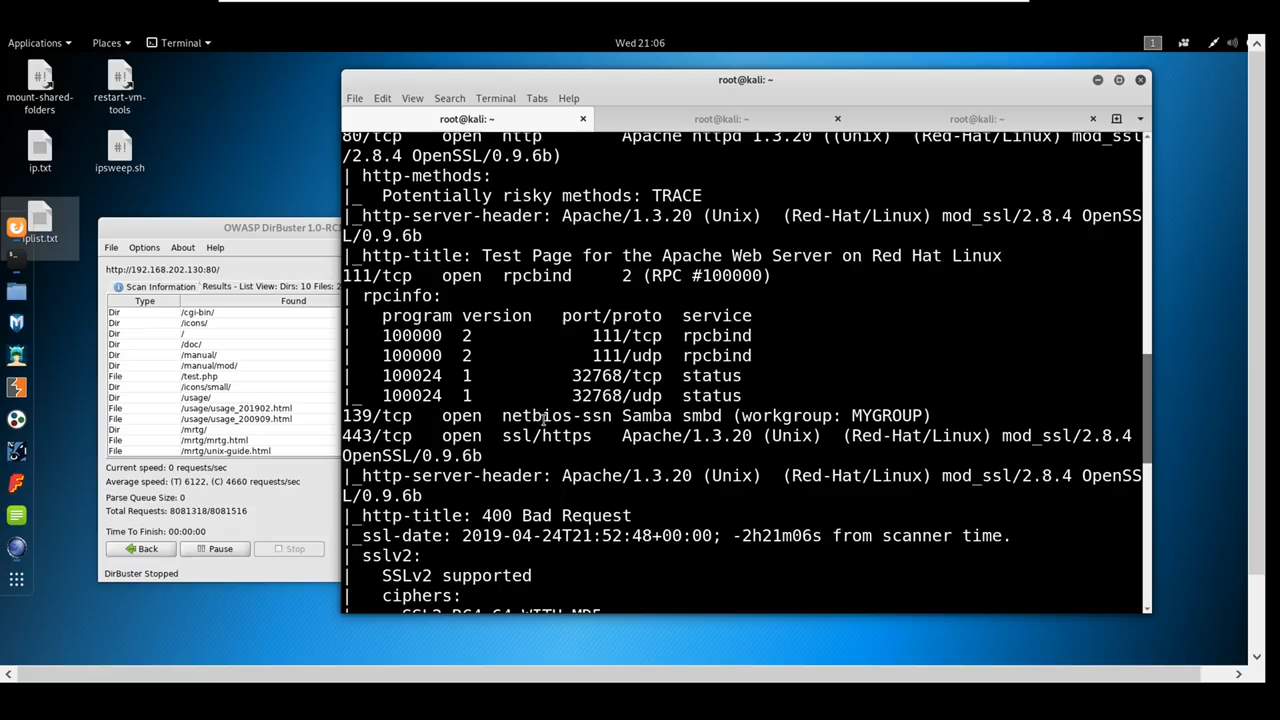 Applications
Places
Terminal
Wed 21:06
1
mount-shared-
folders
restart-vm-
tools
ip.txt
ipsweep.sh
iplist.txt
OWASP DirBuster 1.0-RC
File Options About Help
http://192.168.202.130:80/
Scan Information
Results - List View: Dirs: 10 Files:
Type Found
Dir /cgi-bin/
Dir /icons/
Dir /
Dir /doc/
Dir /manual/
Dir /manual/mod/
File /test.php
Dir /icons/small/
Dir /usage/
File /usage/usage_201902.html
File /usage/usage_200909.html
Dir /mrtg/
File /mrtg/mrtg.html
File /mrtg/unix-guide.html
Current speed: 0 requests/sec
Average speed: (T) 6122, (C) 4660 requests/sec
Parse Queue Size: 0
Total Requests: 8081318/8081516
Time To Finish: 00:00:00
Back
Pause
Stop
DirBuster Stopped
root@kali: ~
File Edit View Search Terminal Tabs Help
root@kali: ~
root@kali: ~
root@kali: ~
80/tcp open http Apache httpd 1.3.20 ((Unix) (Red-Hat/Linux) mod_ssl
/2.8.4 OpenSSL/0.9.6b)
| http-methods:
|_ Potentially risky methods: TRACE
|_http-server-header: Apache/1.3.20 (Unix) (Red-Hat/Linux) mod_ssl/2.8.4 OpenSS
L/0.9.6b
|_http-title: Test Page for the Apache Web Server on Red Hat Linux
111/tcp open rpcbind 2 (RPC #100000)
| rpcinfo:
| program version port/proto service
| 100000 2 111/tcp rpcbind
| 100000 2 111/udp rpcbind
| 100024 1 32768/tcp status
|_ 100024 1 32768/udp status
139/tcp open netbios-ssn Samba smbd (workgroup: MYGROUP)
443/tcp open ssl/https Apache/1.3.20 (Unix) (Red-Hat/Linux) mod_ssl/2.8.4
OpenSSL/0.9.6b
|_http-server-header: Apache/1.3.20 (Unix) (Red-Hat/Linux) mod_ssl/2.8.4 OpenSS
L/0.9.6b
|_http-title: 400 Bad Request
|_ssl-date: 2019-04-24T21:52:48+00:00; -2h21m06s from scanner time.
| sslv2:
| SSLv2 supported
| ciphers: